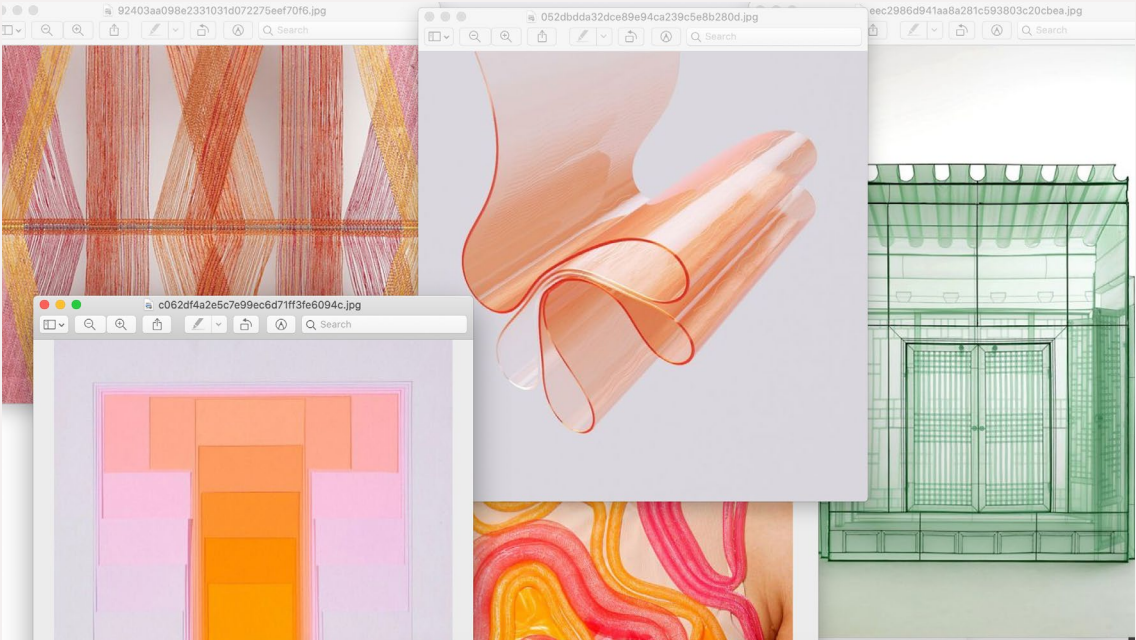 92403aa098e2331031d072275eef70f6.jpg
Search
052dbdda32dce89e94ca239c5e8b280d.jpg
Search
eec2986d941aa8a281c593803c20cbea.jpg
Search
c062df4a2e5c7e99ec6d71ff3fe6094c.jpg
Search